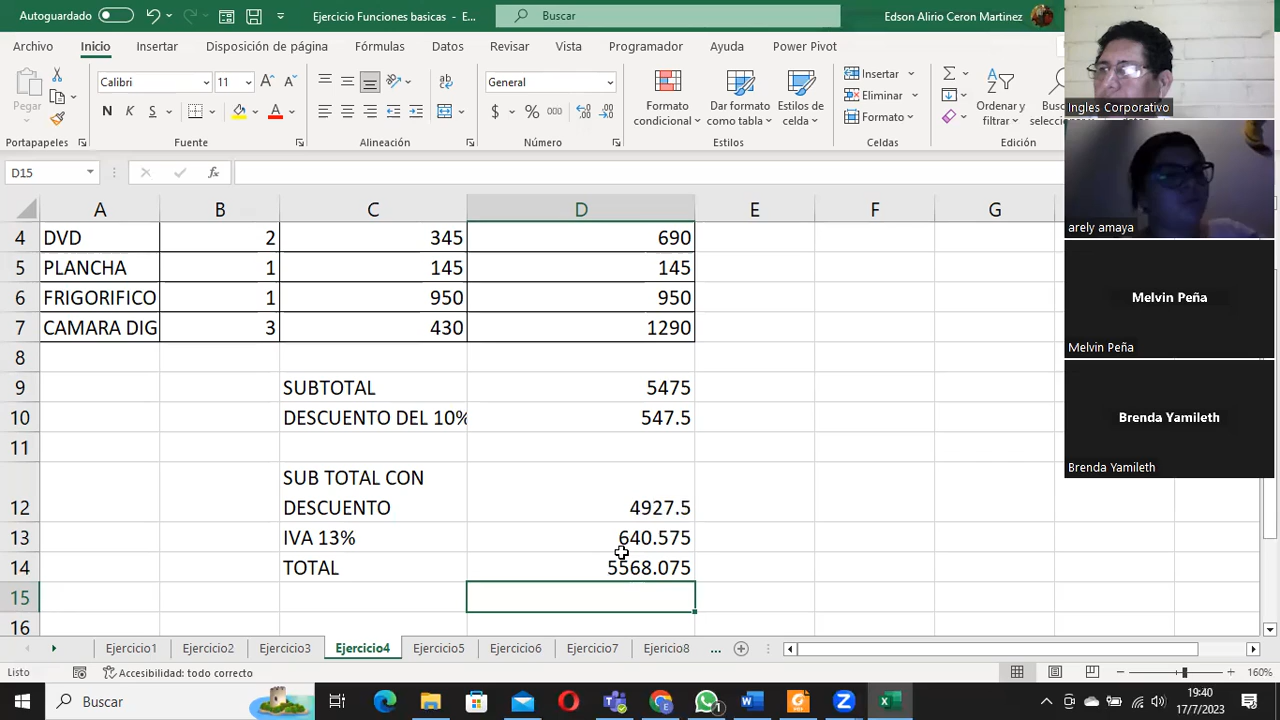 Autoguardado
Ejercicio Funciones basicas - E...
Buscar
Edson Alirio Ceron Martinez
Archivo Inicio Insertar Disposición de página Fórmulas Datos Revisar Vista Programador Ayuda Power Pivot
Pegar
Calibri 11
N K S
General
$ % 000
Formato condicional
Dar formato como tabla
Estilos de celda
Insertar
Eliminar
Formato
Ordenar y filtrar
Portapapeles Fuente Alineación Número Estilos Celdas Edición
D15
fx
A B C D E F G
4 DVD 2 345 690
5 PLANCHA 1 145 145
6 FRIGORIFICO 1 950 950
7 CAMARA DIG 3 430 1290
8
9 SUBTOTAL 5475
10 DESCUENTO DEL 10% 547.5
11
SUB TOTAL CON
12 DESCUENTO 4927.5
13 IVA 13% 640.575
14 TOTAL 5568.075
15
16
Ejercicio1 Ejercicio2 Ejercicio3 Ejercicio4 Ejercicio5 Ejercicio6 Ejercicio7 Ejericio8 ...
Listo
Accesibilidad: todo correcto
160%
Buscar
19:40
17/7/2023
Ingles Corporativo
arely amaya
Melvin Peña
Melvin Peña
Brenda Yamileth
Brenda Yamileth